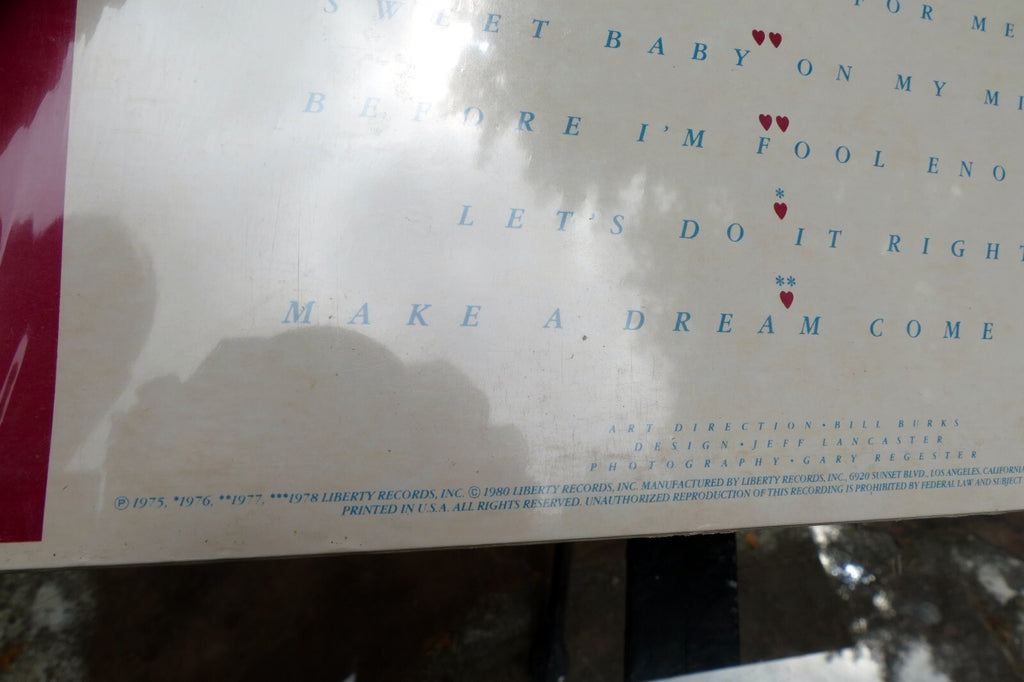 FOR ME
SWEET BABY ON MY
BEFORE I'M FOOL
*
LET'S DO IT RIGHT
**
MAKE A DREAM COME
ART DIRECTION · BILL BURKS
DESIGN · JEFF LANCASTER
PHOTOGRAPHY · GARY REGESTER
Ⓟ 1975, *1976, **1977, ***1978 LIBERTY RECORDS, INC. © 1980 LIBERTY RECORDS, INC. MANUFACTURED BY LIBERTY RECORDS, INC., 6920 SUNSET BLVD., LOS ANGELES, CALIFORNIA
PRINTED IN U.S.A. ALL RIGHTS RESERVED. UNAUTHORIZED REPRODUCTION OF THIS RECORDING IS PROHIBITED BY FEDERAL LAW AND SUBJECT